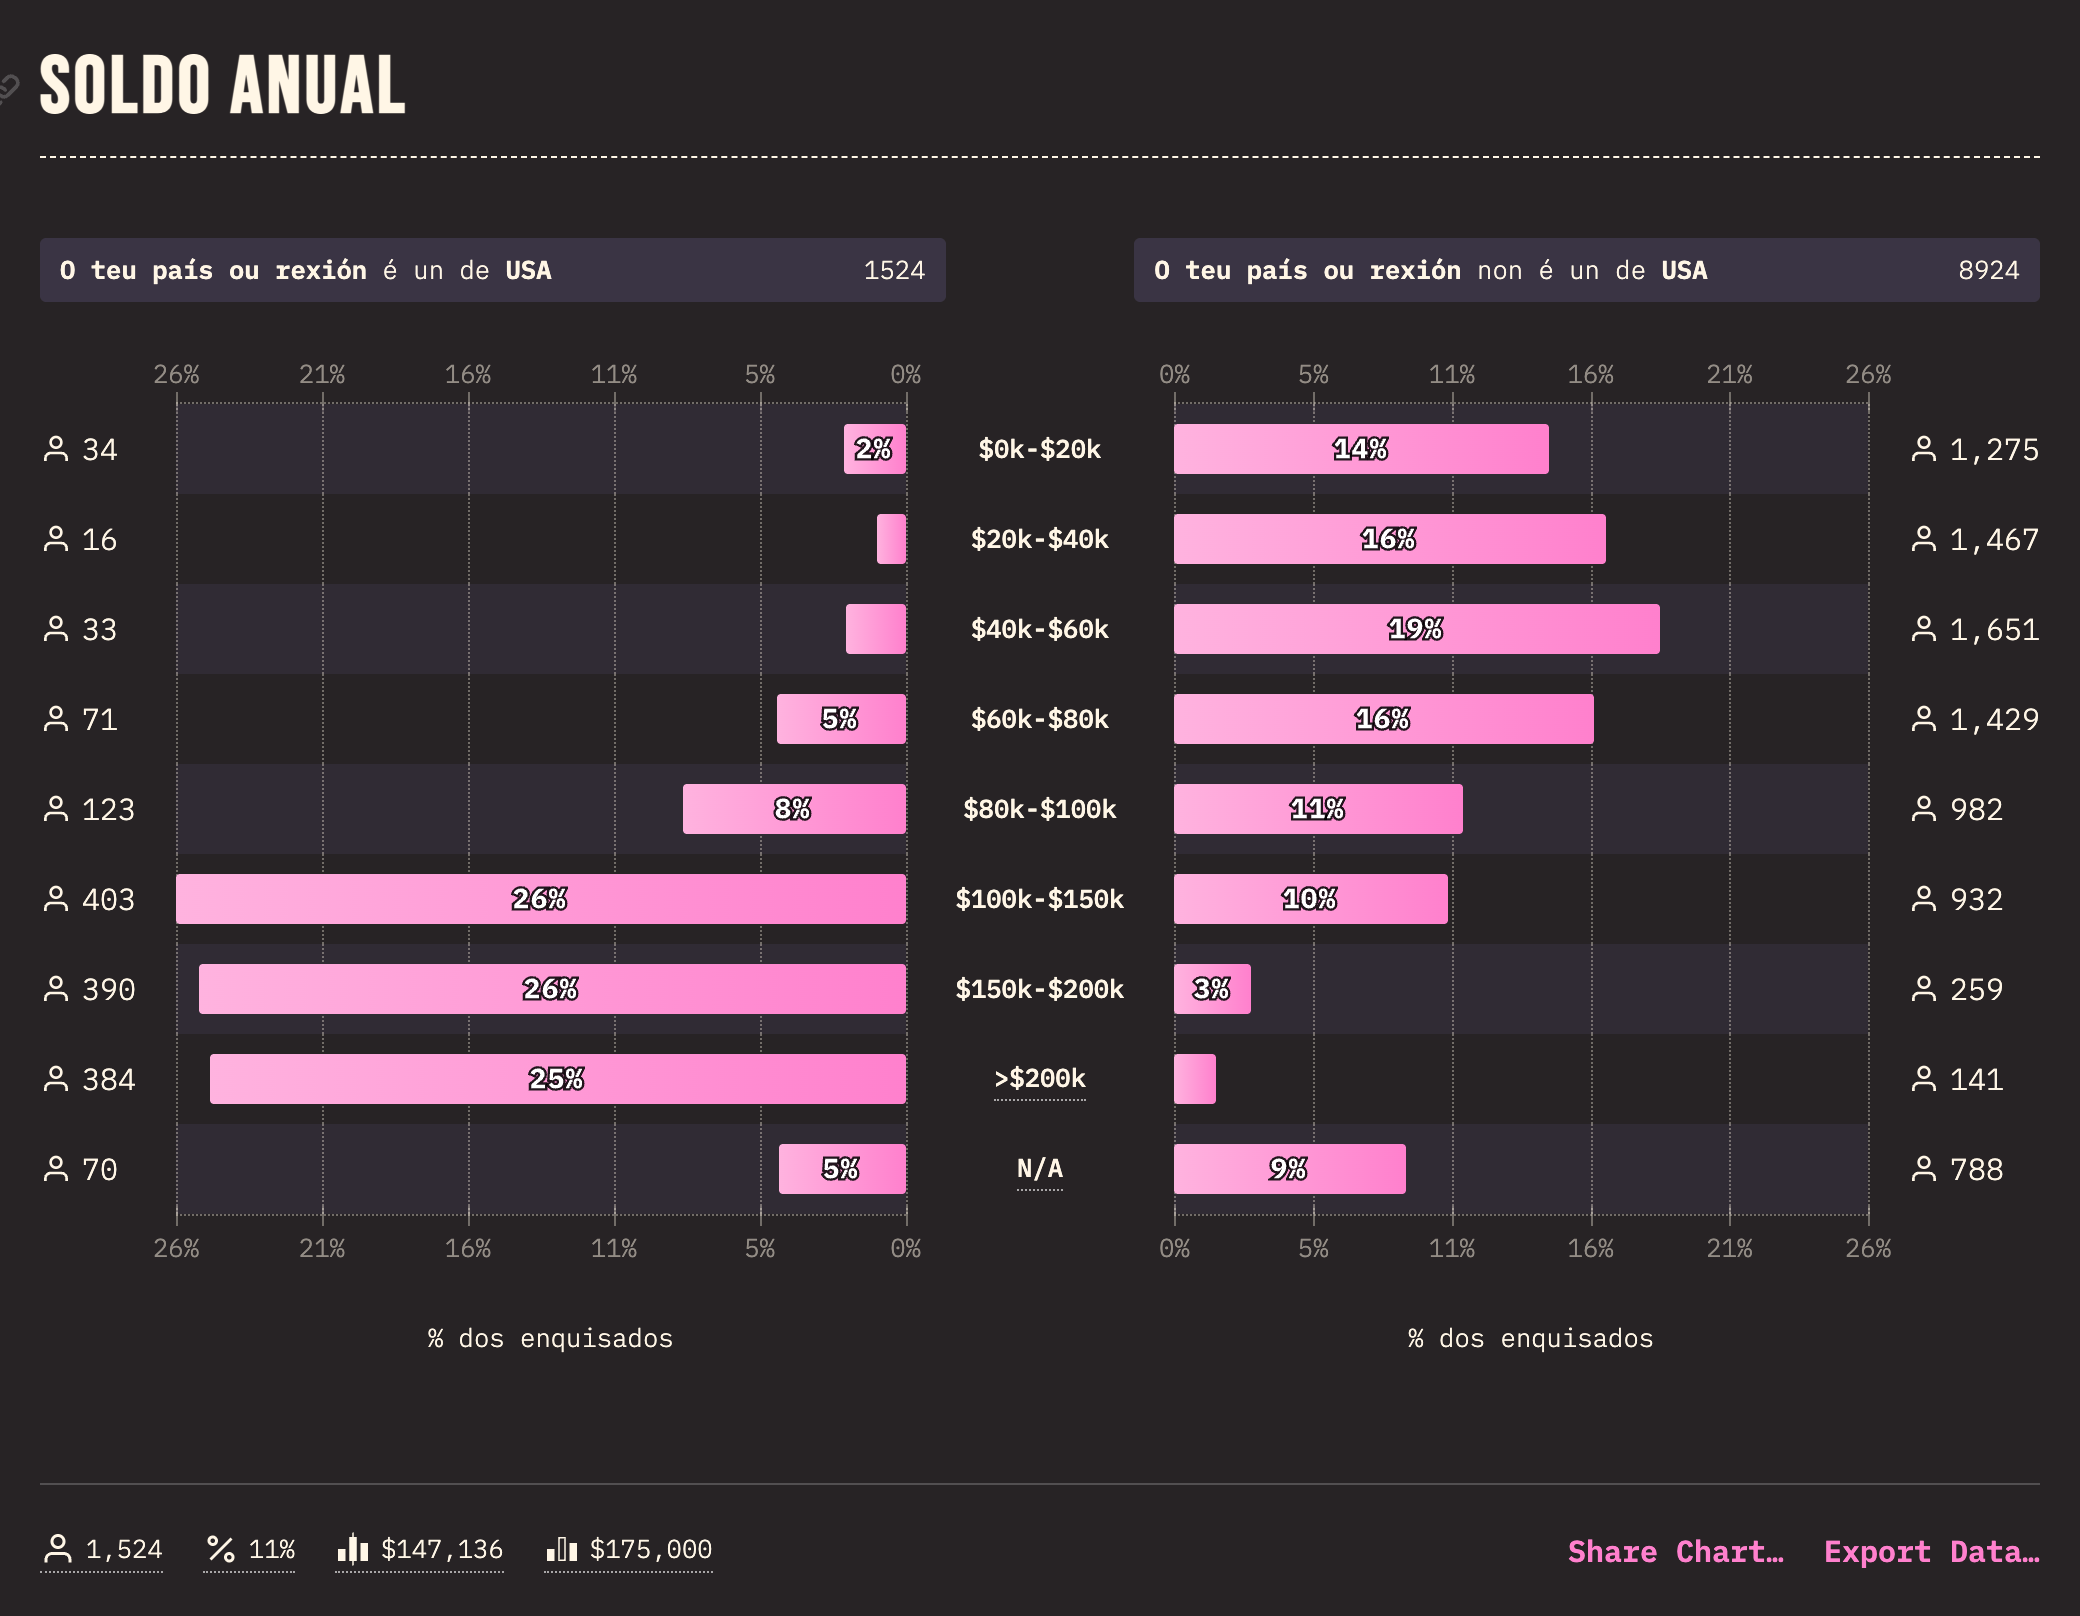 SOLDO ANUAL
O teu país ou rexión é un de USA 1524
O teu país ou rexión non é un de USA 8924
26% 21% 16% 11% 5% 0%
0% 5% 11% 16% 21% 26%
34 2% $0k-$20k 14% 1,275
16 $20k-$40k 16% 1,467
33 $40k-$60k 19% 1,651
71 5% $60k-$80k 16% 1,429
123 8% $80k-$100k 11% 982
403 26% $100k-$150k 10% 932
390 26% $150k-$200k 3% 259
384 25% >$200k 141
70 5% N/A 9% 788
26% 21% 16% 11% 5% 0%
0% 5% 11% 16% 21% 26%
% dos enquisados
% dos enquisados
1,524 11% $147,136 $175,000
Share Chart… Export Data…